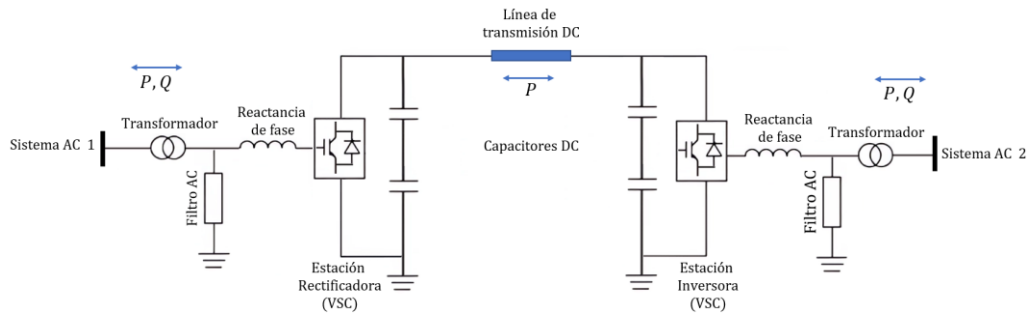 Línea de
transmisión DC
P, Q
P
P, Q
Sistema AC 1
Transformador
Reactancia
de fase
Capacitores DC
Reactancia
de fase
Transformador
Sistema AC 2
Filtro AC
Filtro AC
Estación
Rectificadora
(VSC)
Estación
Inversora
(VSC)